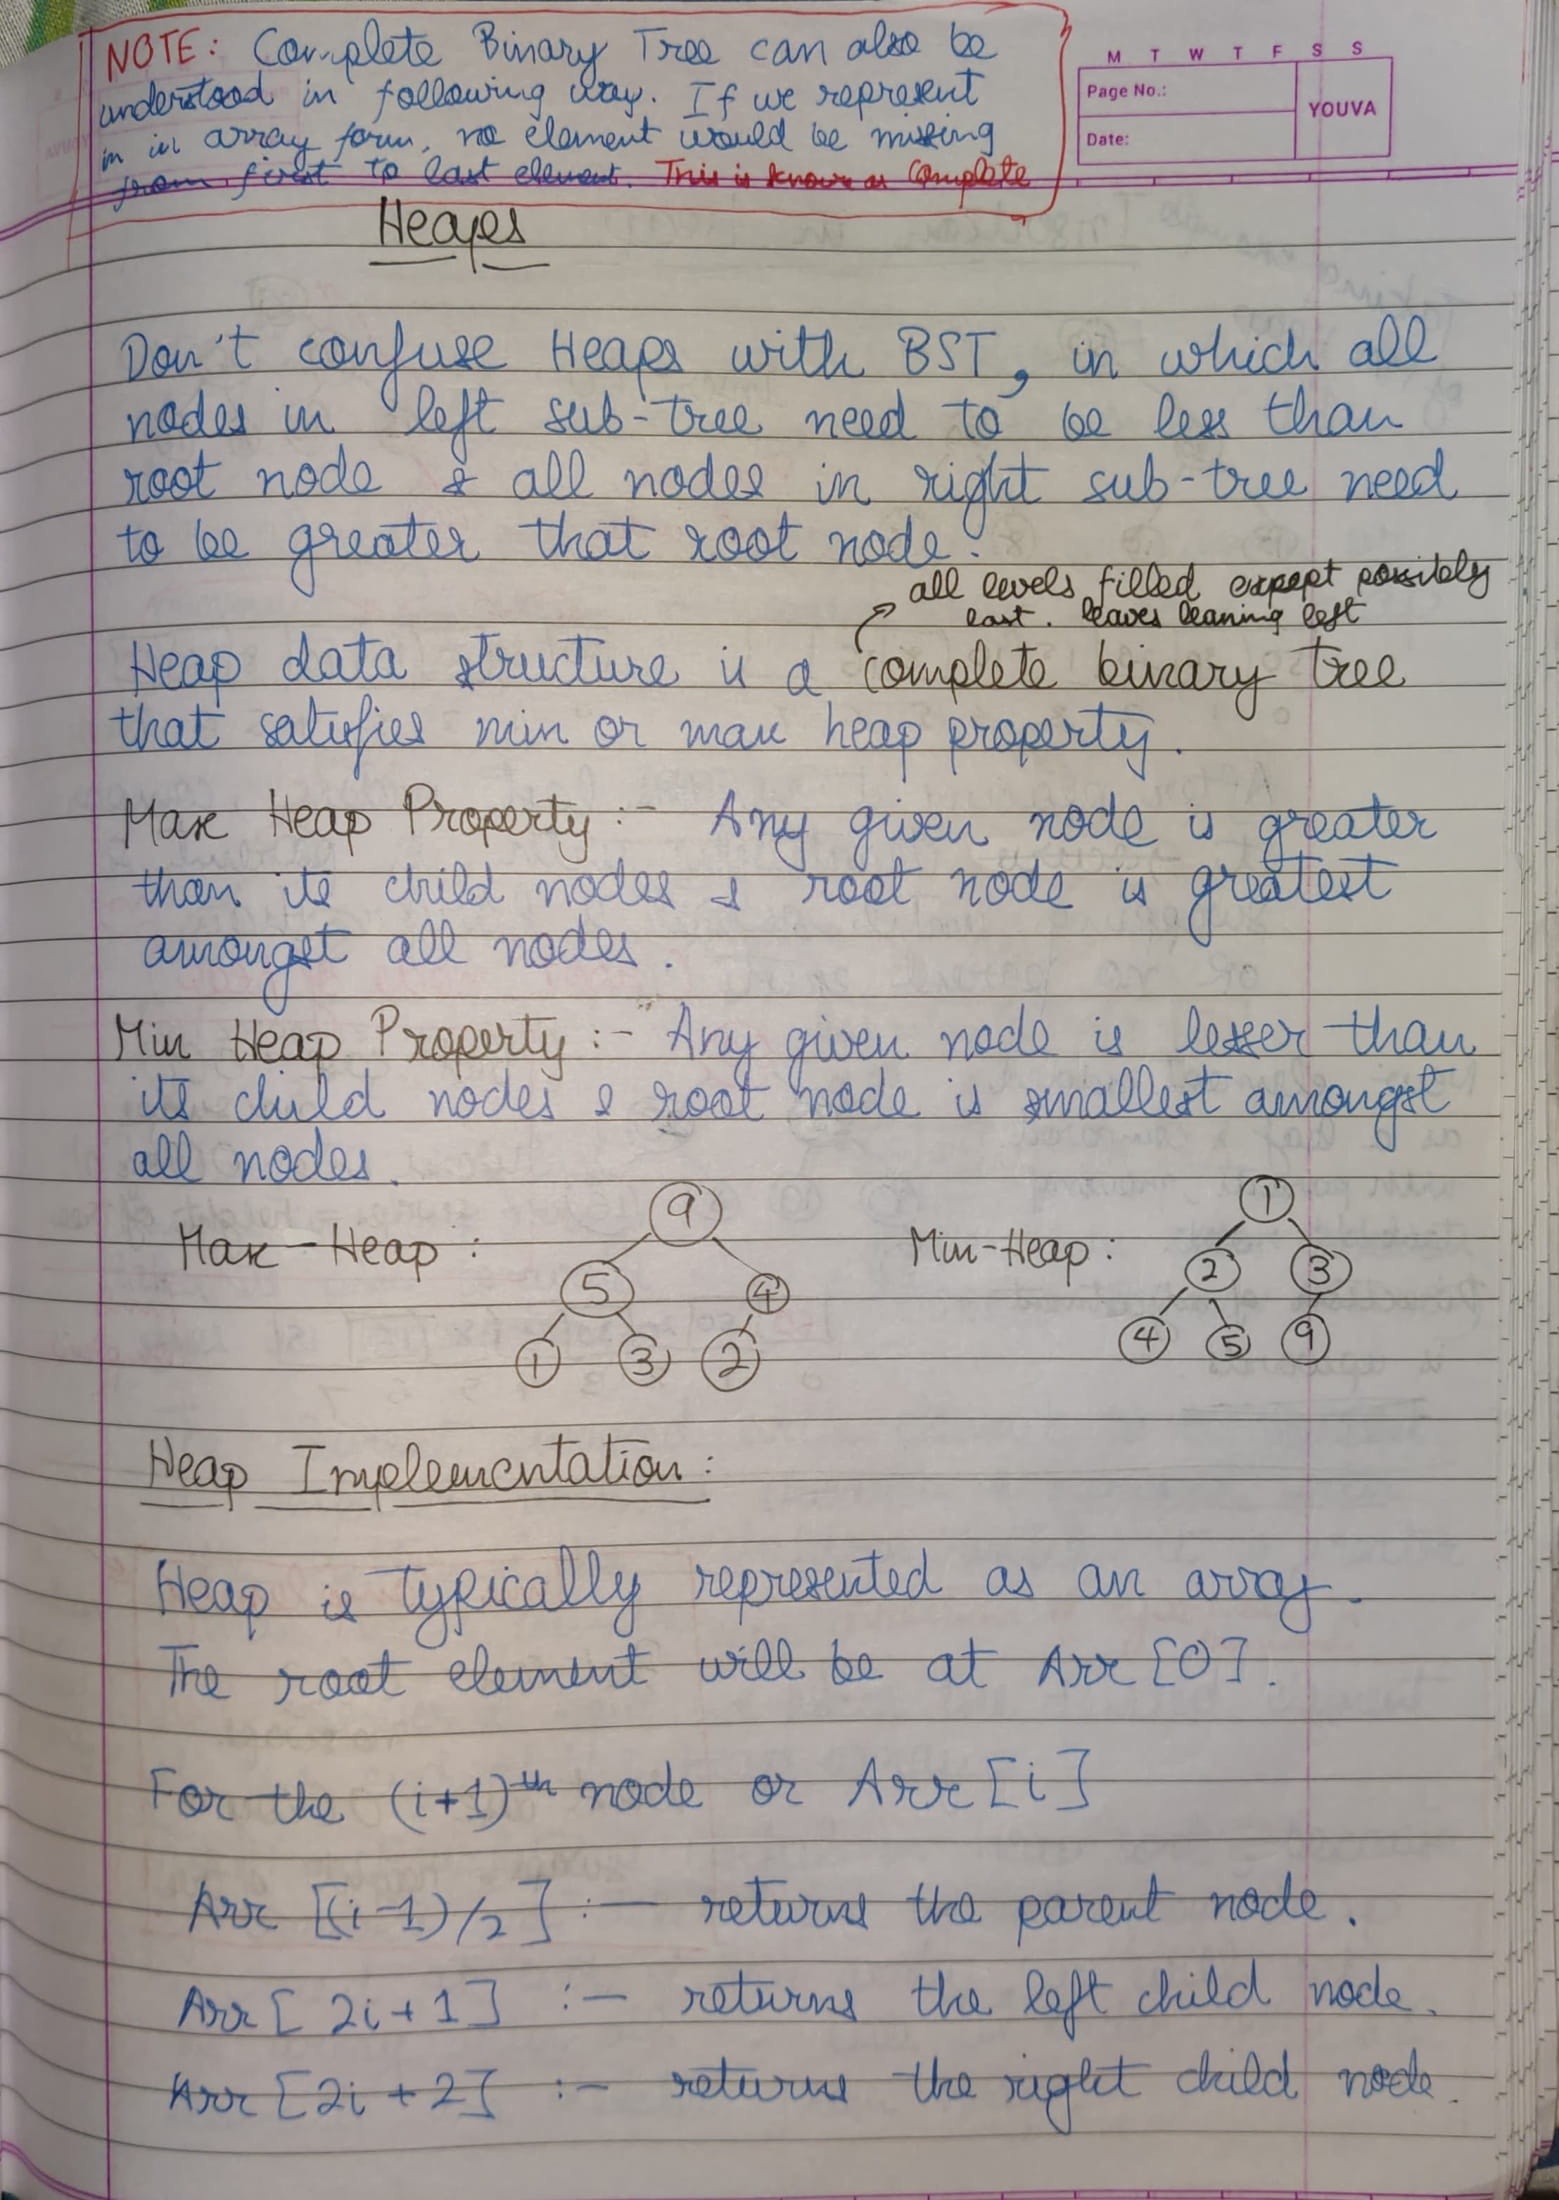 NOTE: Complete Binary Tree can also be
understood in following way. If we represent
in in array form, no element would be missing
from first to last element. This is known as Complete
M T W T F S S
Page No.:
Date:
YOUVA
Heaps
Don't confuse Heaps with BST, in which all
nodes in left sub-tree need to be less than
root node & all nodes in right sub-tree need
to be greater that root node.
all levels filled except possibly
last. leaves leaning left
Heap data structure is a complete binary tree
that satisfies min or max heap property.
Max Heap Property :- Any given node is greater
than its child nodes & root node is greatest
amongst all nodes.
Min Heap Property :- Any given node is lesser than
its child nodes & root node is smallest amongst
all nodes.
Max-Heap :
9
5 4
1 3 2
Min-Heap :
1
2 3
4 5 9
Heap Implementation :
Heap is typically represented as an array.
The root element will be at Arr [0].
For the (i+1)th node or Arr [i]
Arr [(i-1)/2] :- returns the parent node.
Arr [2i+1] :- returns the left child node.
Arr [2i+2] :- returns the right child node.